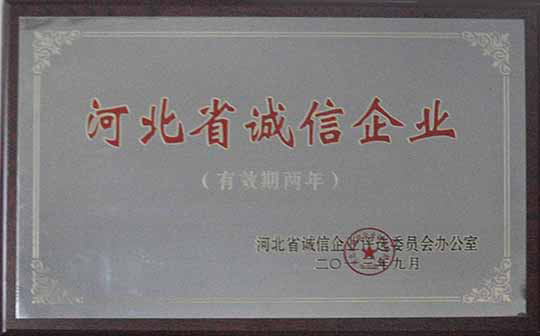 河北省诚信企业
(有效期两年)
河北省诚信企业评选委员会办公室
二〇一二年九月